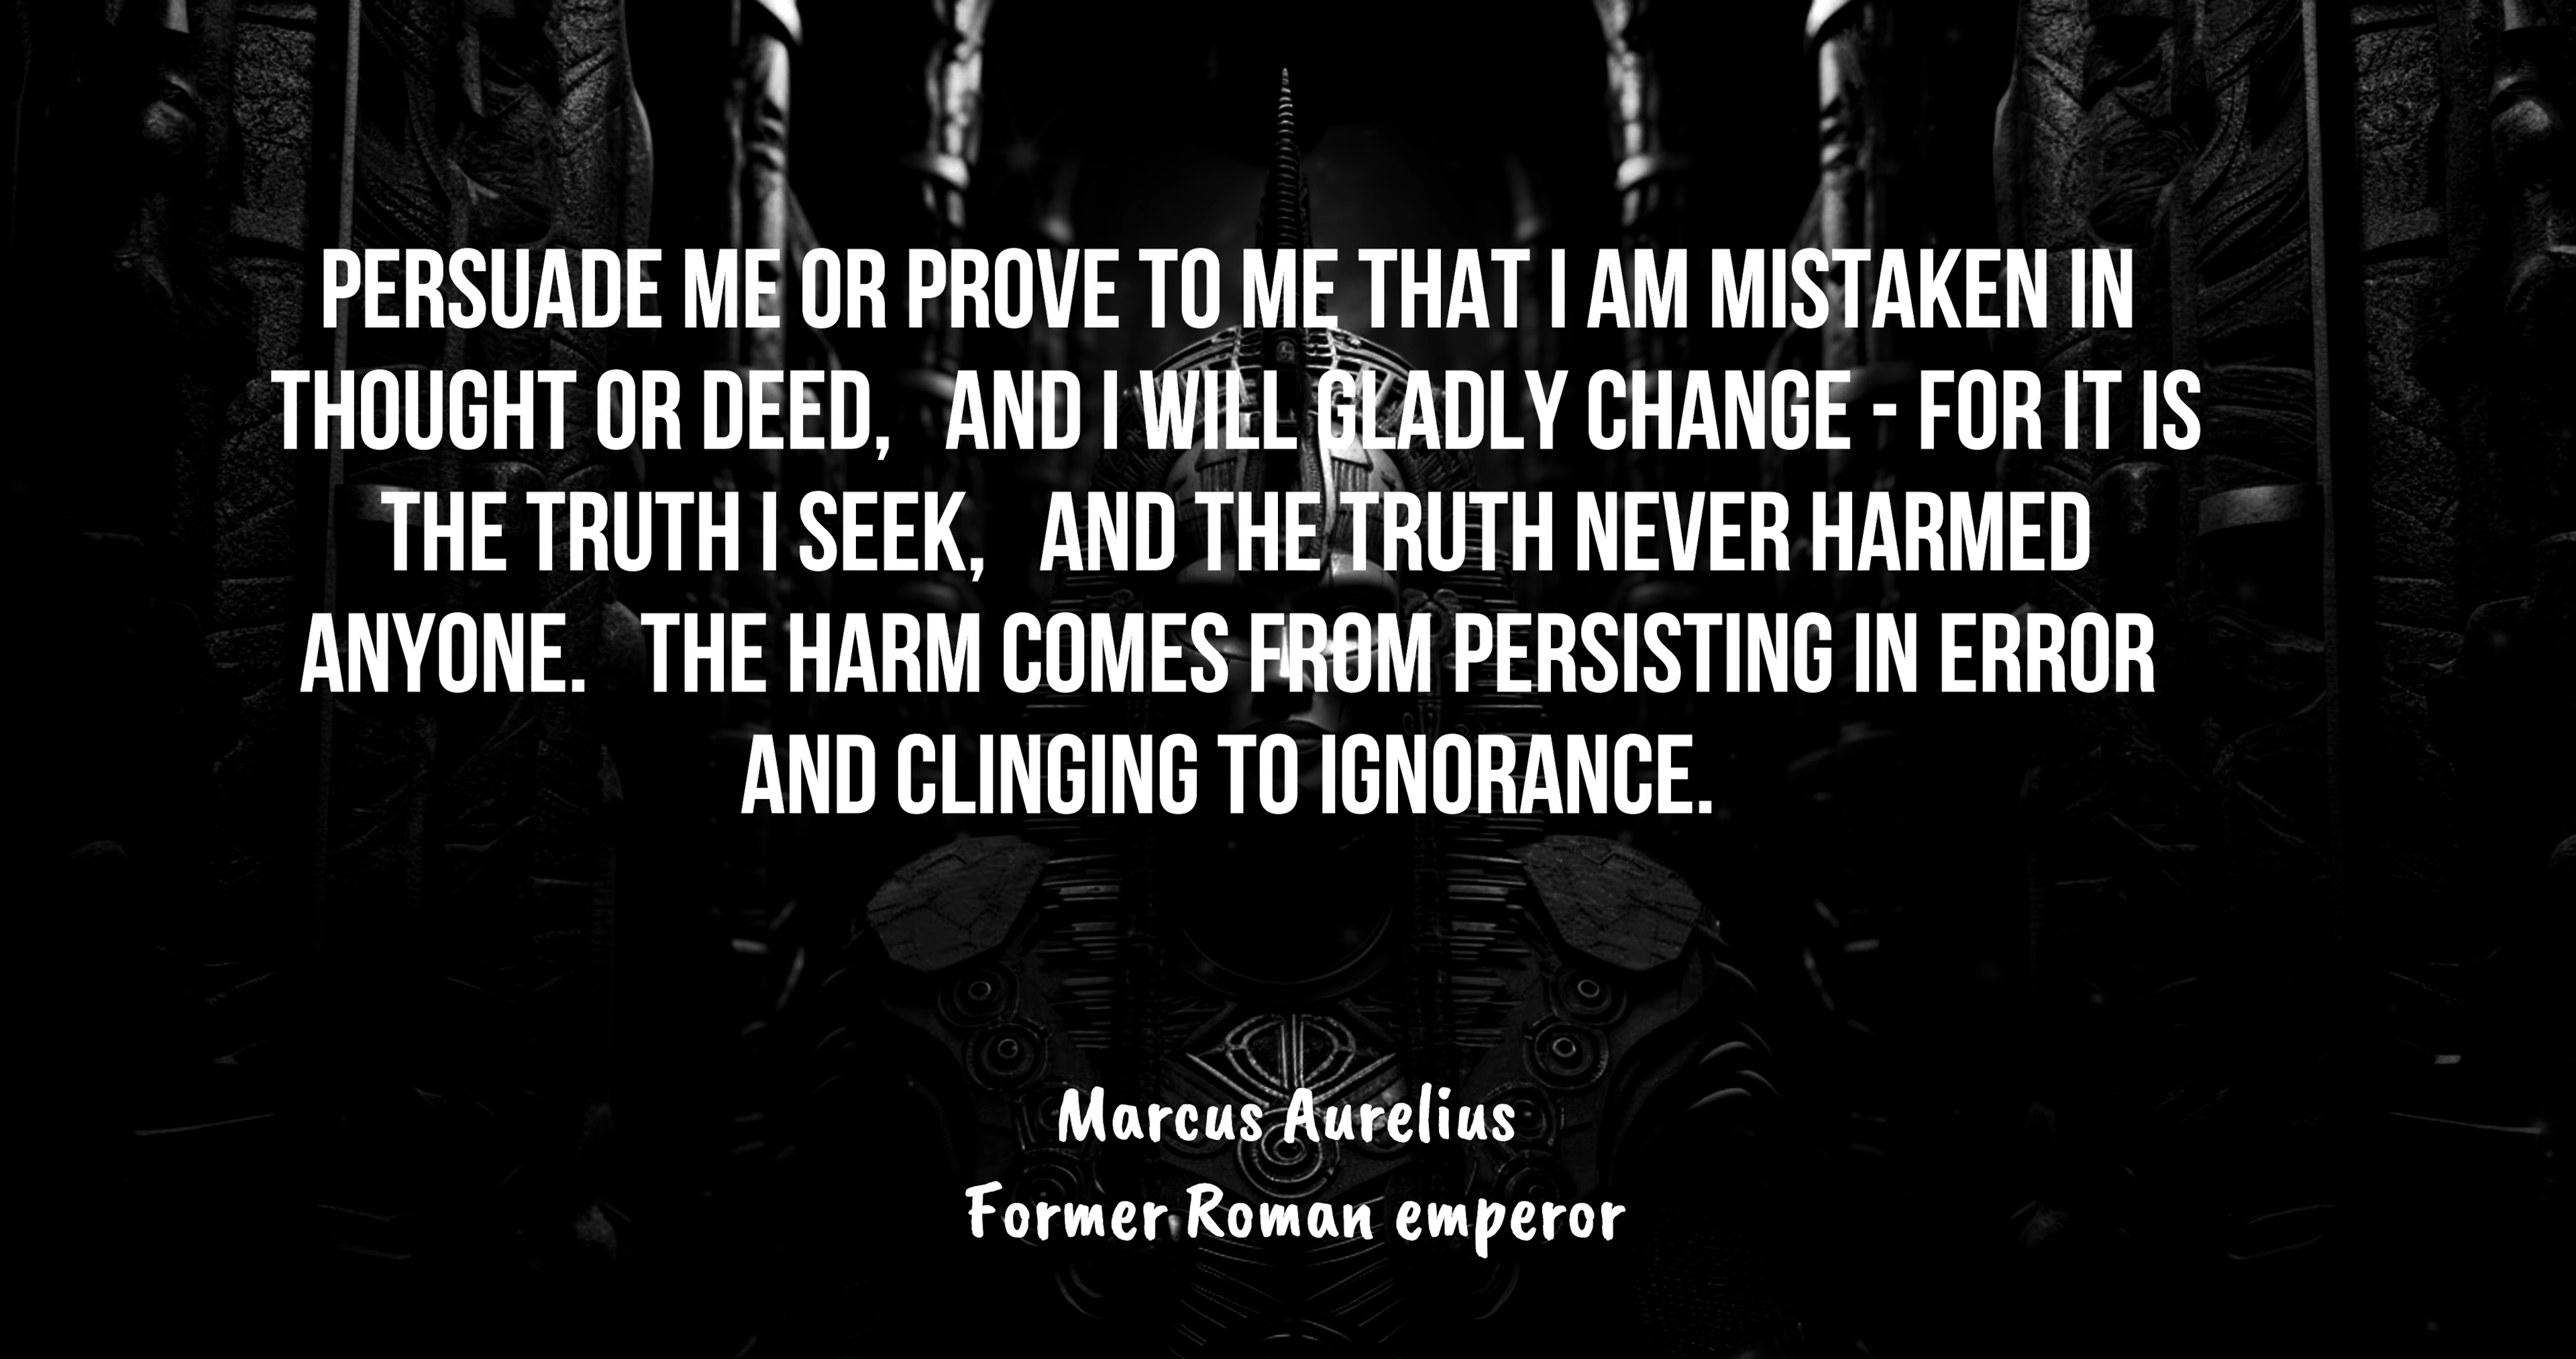 PERSUADE ME OR PROVE TO ME THAT I AM MISTAKEN IN
THOUGHT OR DEED, AND I WILL GLADLY CHANGE - FOR IT IS
THE TRUTH I SEEK, AND THE TRUTH NEVER HARMED
ANYONE. THE HARM COMES FROM PERSISTING IN ERROR
AND CLINGING TO IGNORANCE.
Marcus Aurelius
Former Roman emperor